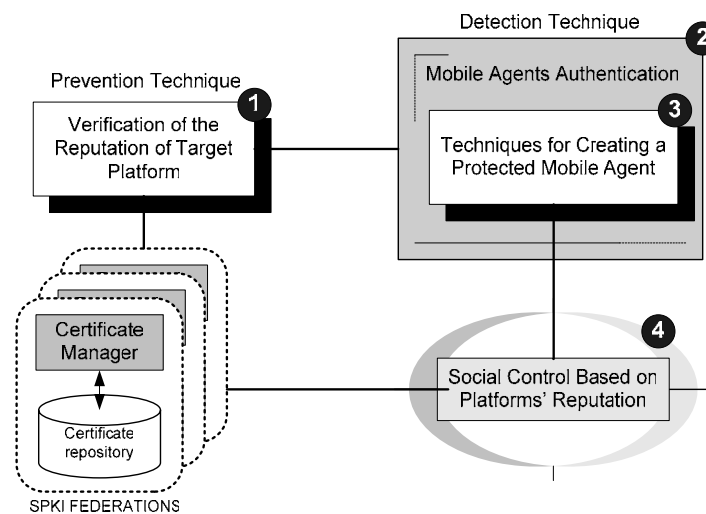 Detection Technique
2
Prevention Technique
Mobile Agents Authentication
1
3
Verification of the
Reputation of Target
Platform
Techniques for Creating a
Protected Mobile Agent
4
Certificate
Manager
Social Control Based on
Platforms' Reputation
Certificate
repository
SPKI FEDERATIONS